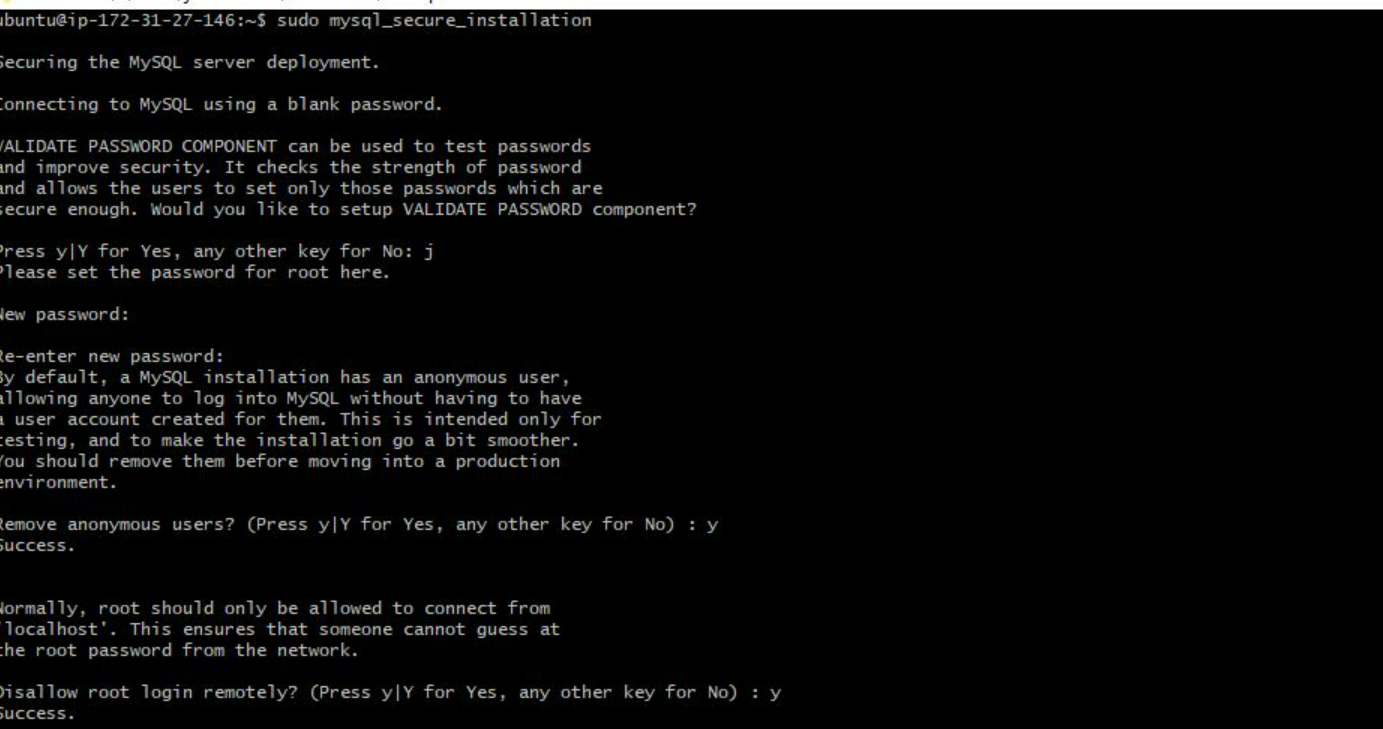 ubuntu@ip-172-31-27-146:~$ sudo mysql_secure_installation
Securing the MySQL server deployment.
Connecting to MySQL using a blank password.
VALIDATE PASSWORD COMPONENT can be used to test passwords
and improve security. It checks the strength of password
and allows the users to set only those passwords which are
secure enough. Would you like to setup VALIDATE PASSWORD component?
Press y|Y for Yes, any other key for No: j
Please set the password for root here.
New password:
Re-enter new password:
By default, a MySQL installation has an anonymous user,
allowing anyone to log into MySQL without having to have
a user account created for them. This is intended only for
testing, and to make the installation go a bit smoother.
You should remove them before moving into a production
environment.
Remove anonymous users? (Press y|Y for Yes, any other key for No) : y
Success.
Normally, root should only be allowed to connect from
'localhost'. This ensures that someone cannot guess at
the root password from the network.
Disallow root login remotely? (Press y|Y for Yes, any other key for No) : y
Success.